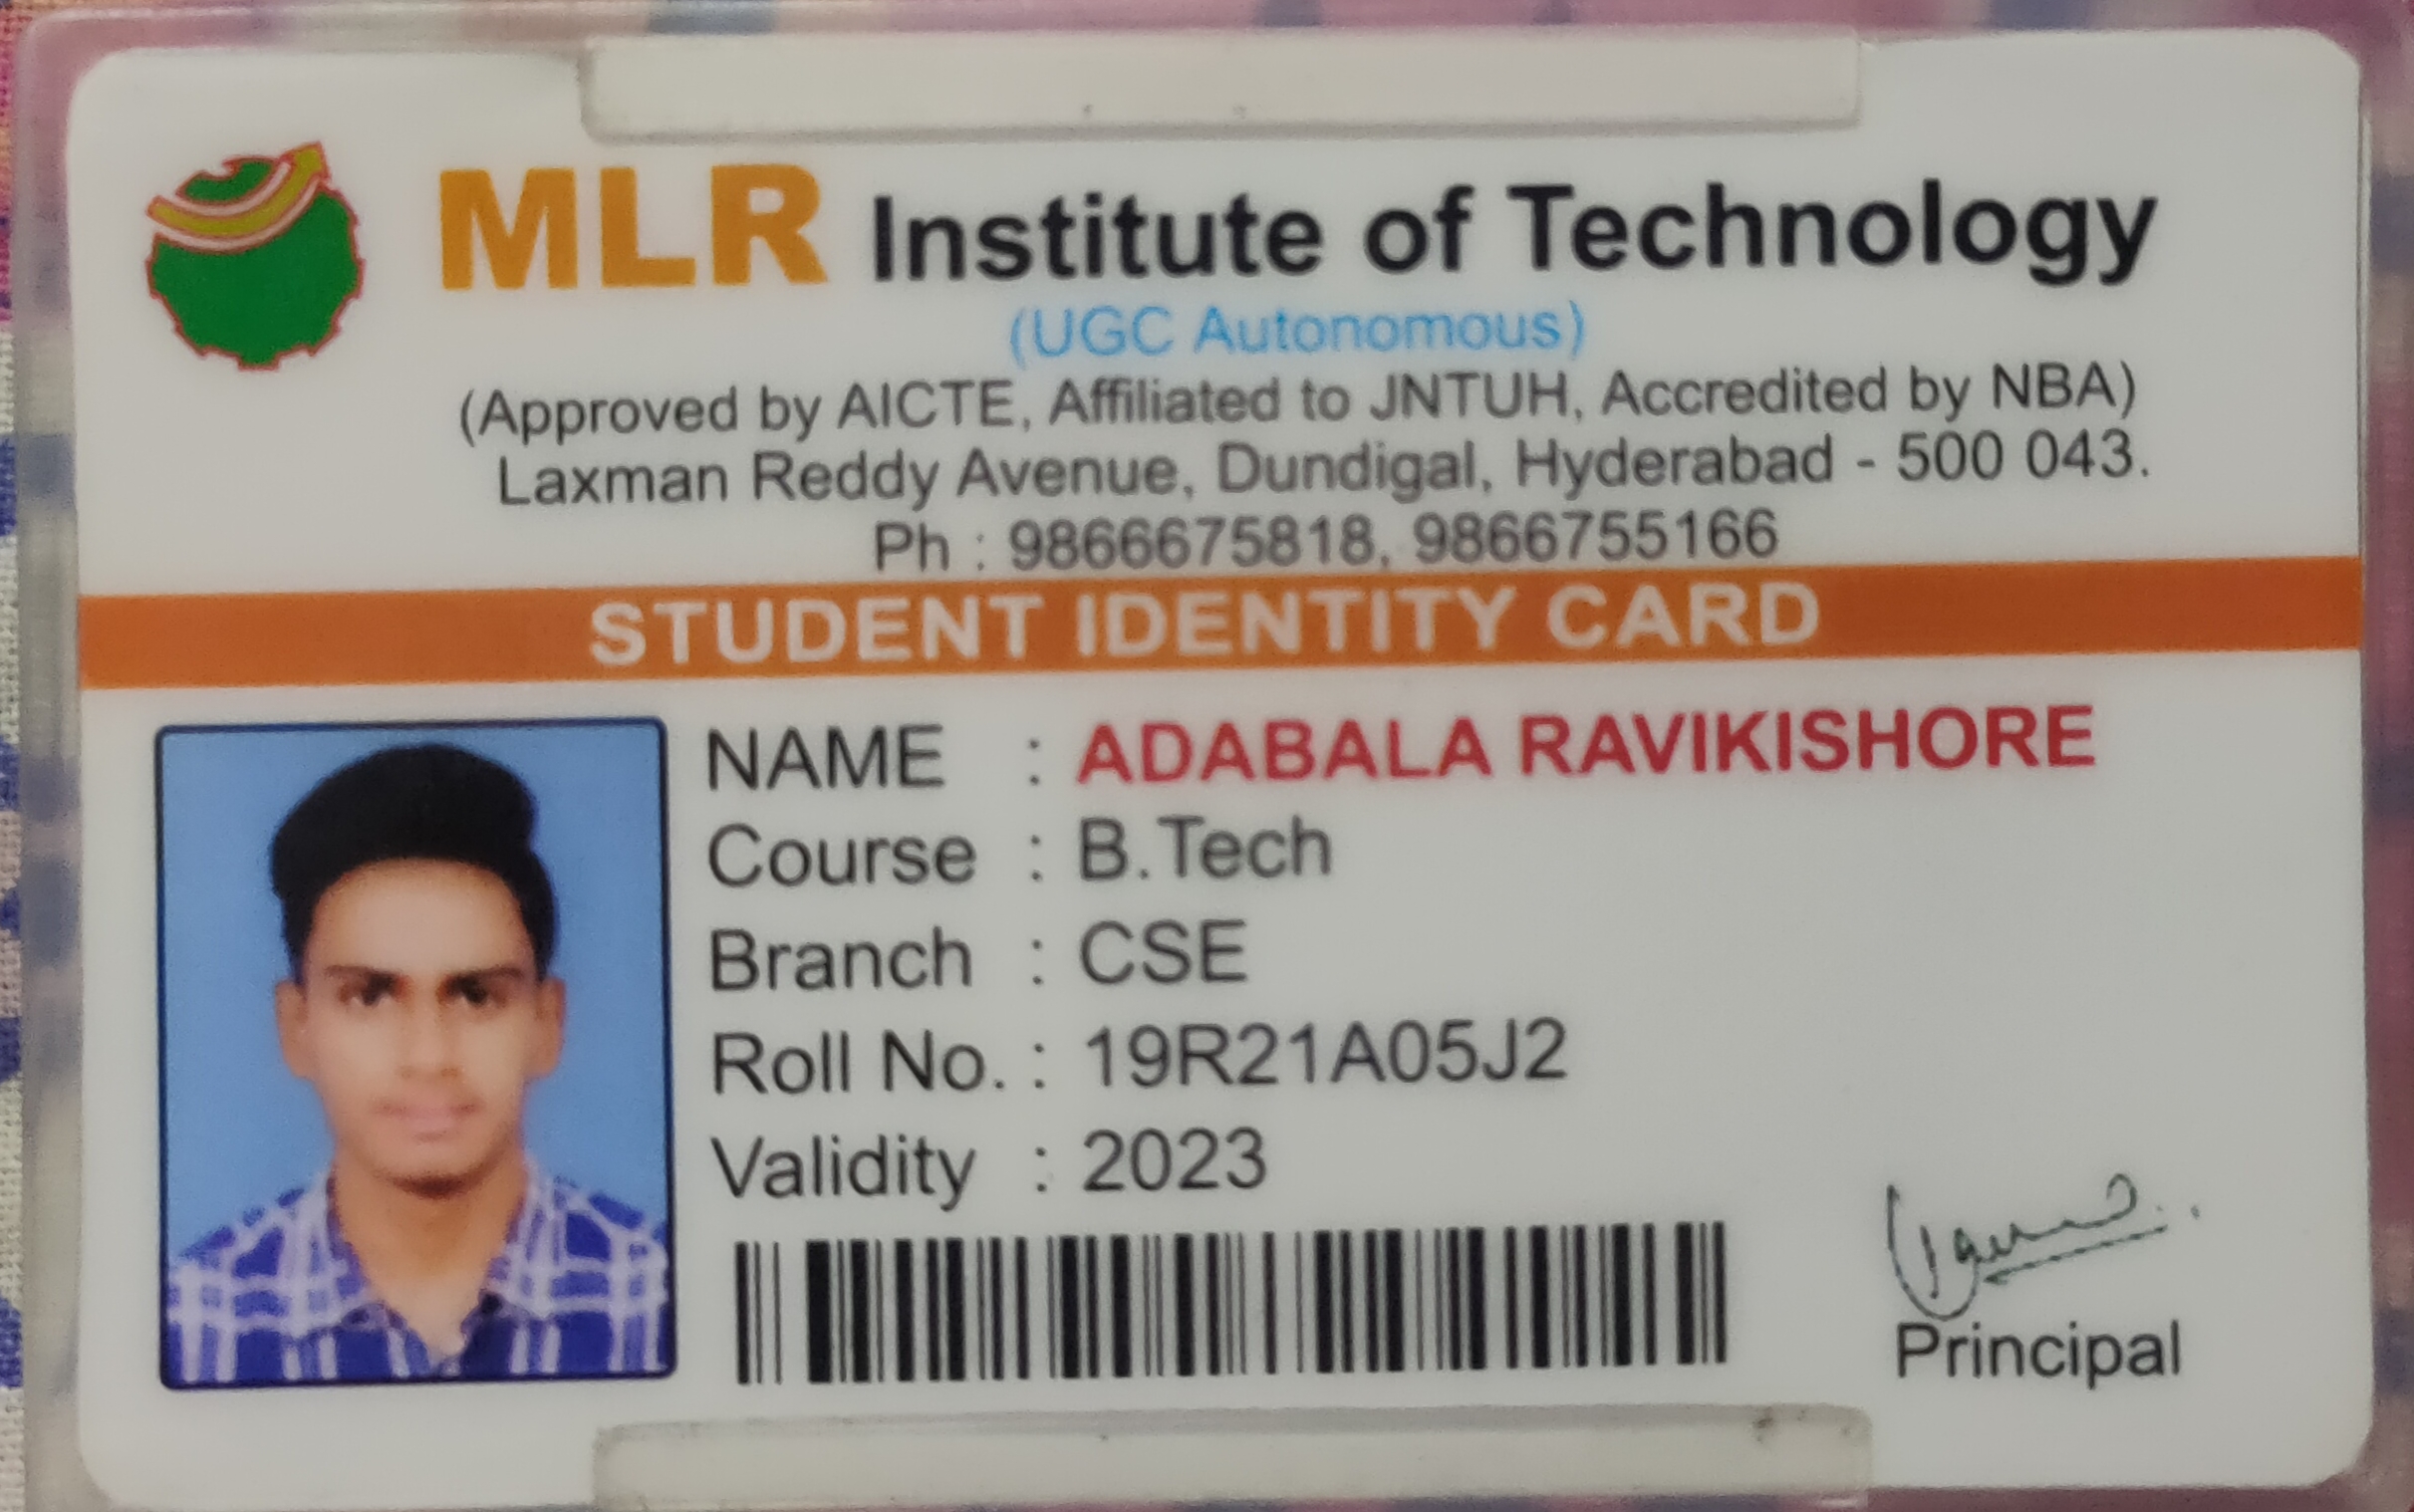 MLR Institute of Technology
(UGC Autonomous)
(Approved by AICTE, Affiliated to JNTUH, Accredited by NBA)
Laxman Reddy Avenue, Dundigal, Hyderabad - 500 043.
Ph : 9866675818, 9866755166
STUDENT IDENTITY CARD
NAME : ADABALA RAVIKISHORE
Course : B.Tech
Branch : CSE
Roll No. : 19R21A05J2
Validity : 2023
Principal